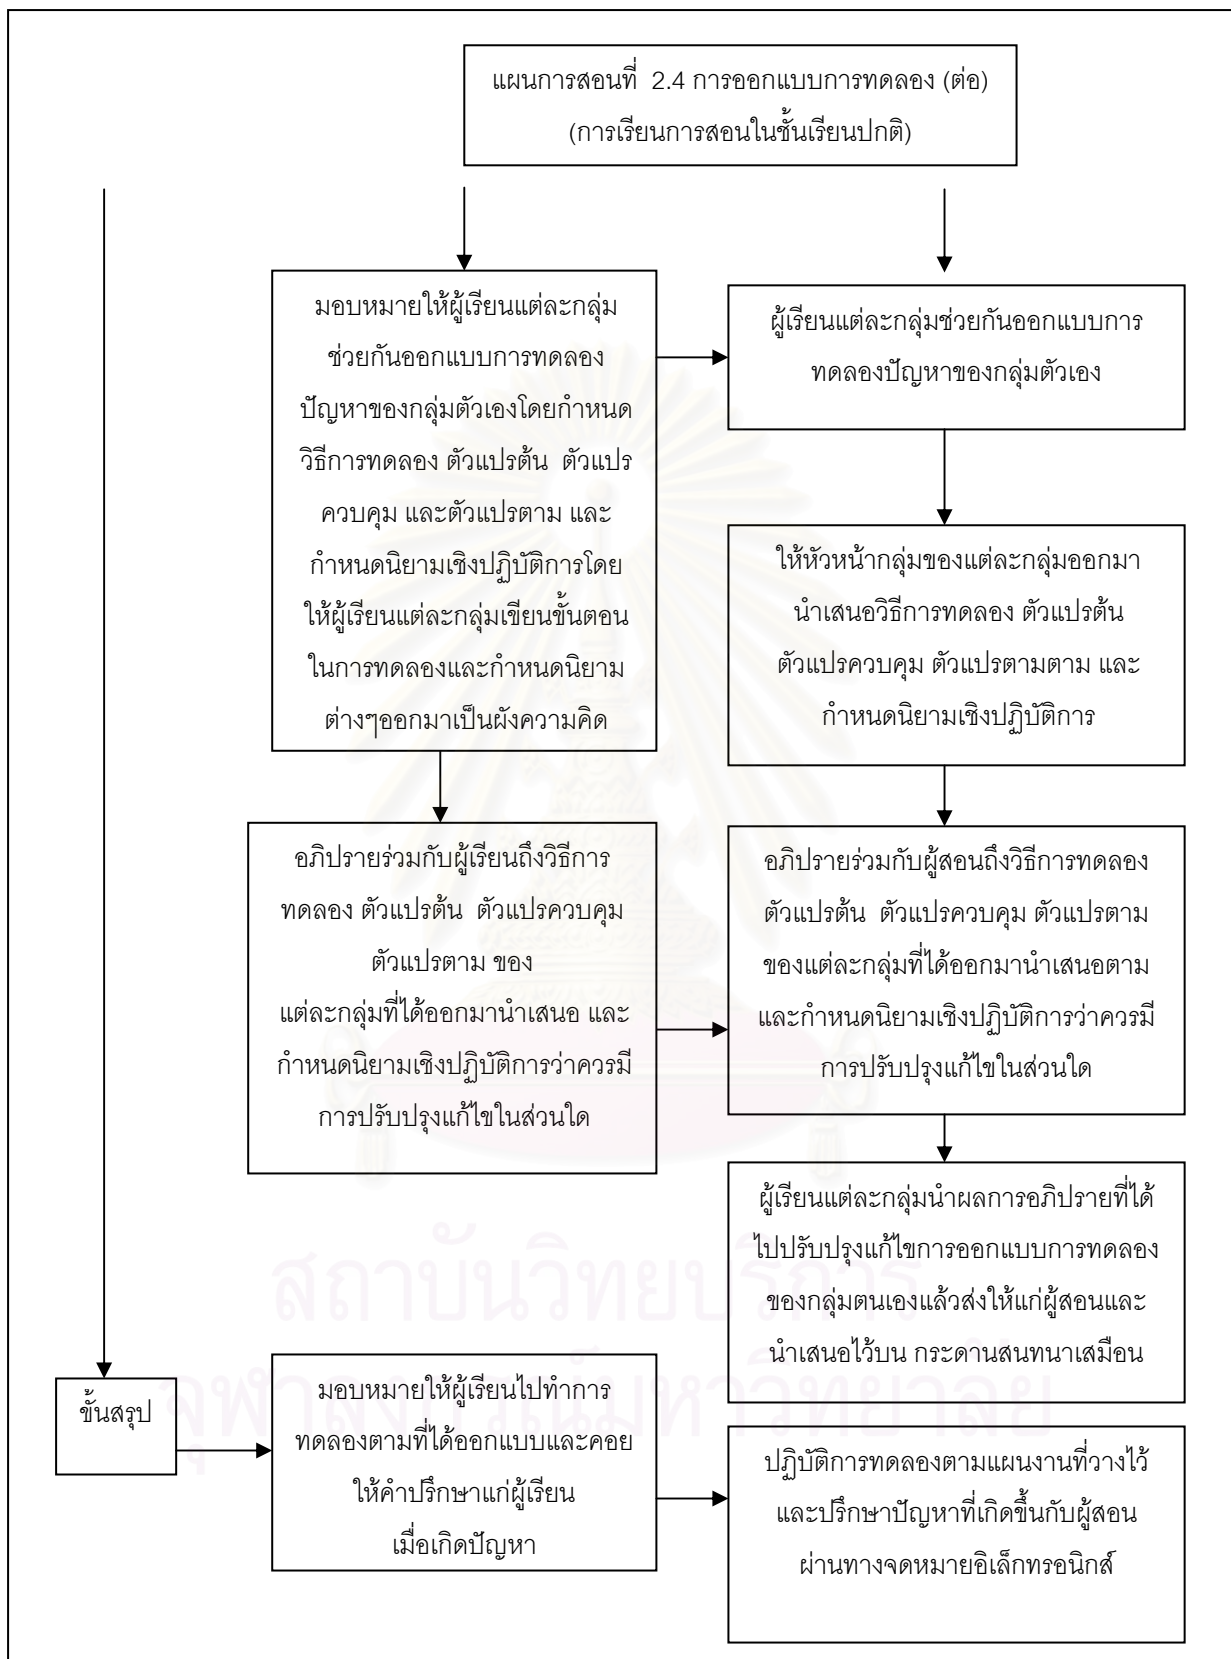 แผนการสอนที่ 2.4 การออกแบบการทดลอง (ต่อ)
(การเรียนการสอนในชั้นเรียนปกติ)
มอบหมายให้ผู้เรียนแต่ละกลุ่ม
ช่วยกันออกแบบการทดลอง
ปัญหาของกลุ่มตัวเองโดยกำหนด
วิธีการทดลอง ตัวแปรต้น ตัวแปร
ควบคุม และตัวแปรตาม และ
กำหนดนิยามเชิงปฏิบัติการโดย
ให้ผู้เรียนแต่ละกลุ่มเขียนขั้นตอน
ในการทดลองและกำหนดนิยาม
ต่างๆออกมาเป็นผังความคิด
ผู้เรียนแต่ละกลุ่มช่วยกันออกแบบการ
ทดลองปัญหาของกลุ่มตัวเอง
ให้หัวหน้ากลุ่มของแต่ละกลุ่มออกมา
นำเสนอวิธีการทดลอง ตัวแปรต้น
ตัวแปรควบคุม ตัวแปรตามตาม และ
กำหนดนิยามเชิงปฏิบัติการ
อภิปรายร่วมกับผู้เรียนถึงวิธีการ
ทดลอง ตัวแปรต้น ตัวแปรควบคุม
ตัวแปรตาม ของ
แต่ละกลุ่มที่ได้ออกมานำเสนอ และ
กำหนดนิยามเชิงปฏิบัติการว่าควรมี
การปรับปรุงแก้ไขในส่วนใด
อภิปรายร่วมกับผู้สอนถึงวิธีการทดลอง
ตัวแปรต้น ตัวแปรควบคุม ตัวแปรตาม
ของแต่ละกลุ่มที่ได้ออกมานำเสนอตาม
และกำหนดนิยามเชิงปฏิบัติการว่าควรมี
การปรับปรุงแก้ไขในส่วนใด
ผู้เรียนแต่ละกลุ่มนำผลการอภิปรายที่ได้
ไปปรับปรุงแก้ไขการออกแบบการทดลอง
ของกลุ่มตนเองแล้วส่งให้แก่ผู้สอนและ
นำเสนอไว้บน กระดานสนทนาเสมือน
ขั้นสรุป
มอบหมายให้ผู้เรียนไปทำการ
ทดลองตามที่ได้ออกแบบและคอย
ให้คำปรึกษาแก่ผู้เรียน
เมื่อเกิดปัญหา
ปฏิบัติการทดลองตามแผนงานที่วางไว้
และปรึกษาปัญหาที่เกิดขึ้นกับผู้สอน
ผ่านทางจดหมายอิเล็กทรอนิกส์
สถาบันวิทยบริการ
จุฬาลงกรณ์มหาวิทยาลัย